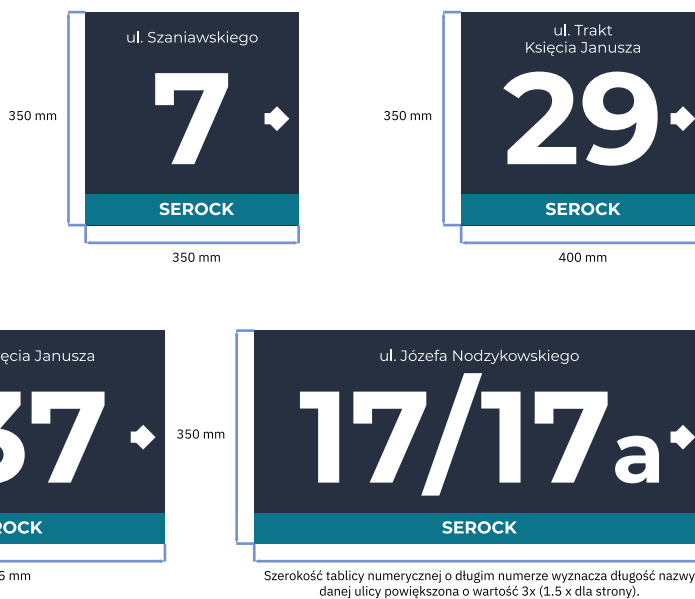 ul. Szaniawskiego
350 mm
7
SEROCK
350 mm
ul. Trakt
Księcia Janusza
350 mm
29
SEROCK
400 mm
ęcia Janusza
37
ROCK
5 mm
ul. Józefa Nodzykowskiego
350 mm
17/17a
SEROCK
Szerokość tablicy numerycznej o długim numerze wyznacza długość nazwy
danej ulicy powiększona o wartość 3x (1.5 x dla strony).